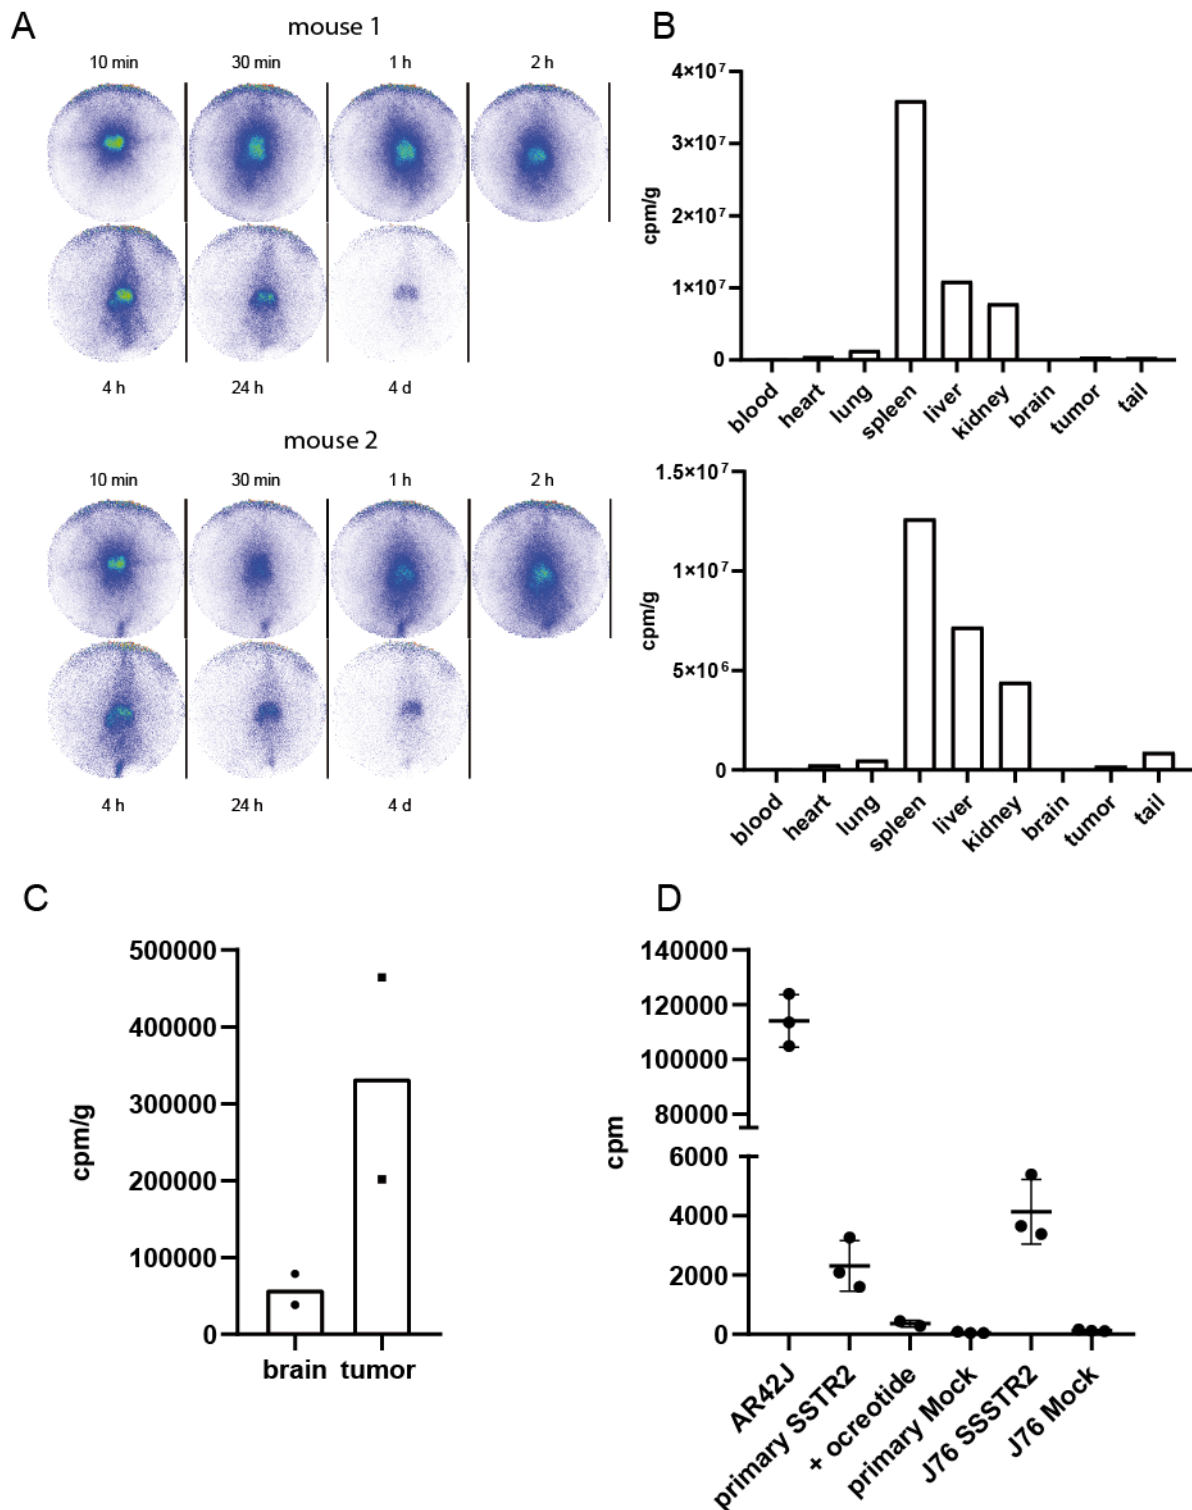 A
mouse 1
10 min 30 min 1 h 2 h
4 h 24 h 4 d
mouse 2
10 min 30 min 1 h 2 h
4 h 24 h 4 d
B
cpm/g
4×10⁷
3×10⁷
2×10⁷
1×10⁷
0
blood heart lung spleen liver kidney brain tumor tail
cpm/g
1.5×10⁷
1×10⁷
5×10⁶
0
blood heart lung spleen liver kidney brain tumor tail
C
cpm/g
500000
400000
300000
200000
100000
0
brain tumor
D
cpm
140000
120000
100000
80000
6000
4000
2000
0
AR42J
primary SSTR2
+ ocreotide
primary Mock
J76 SSSTR2
J76 Mock